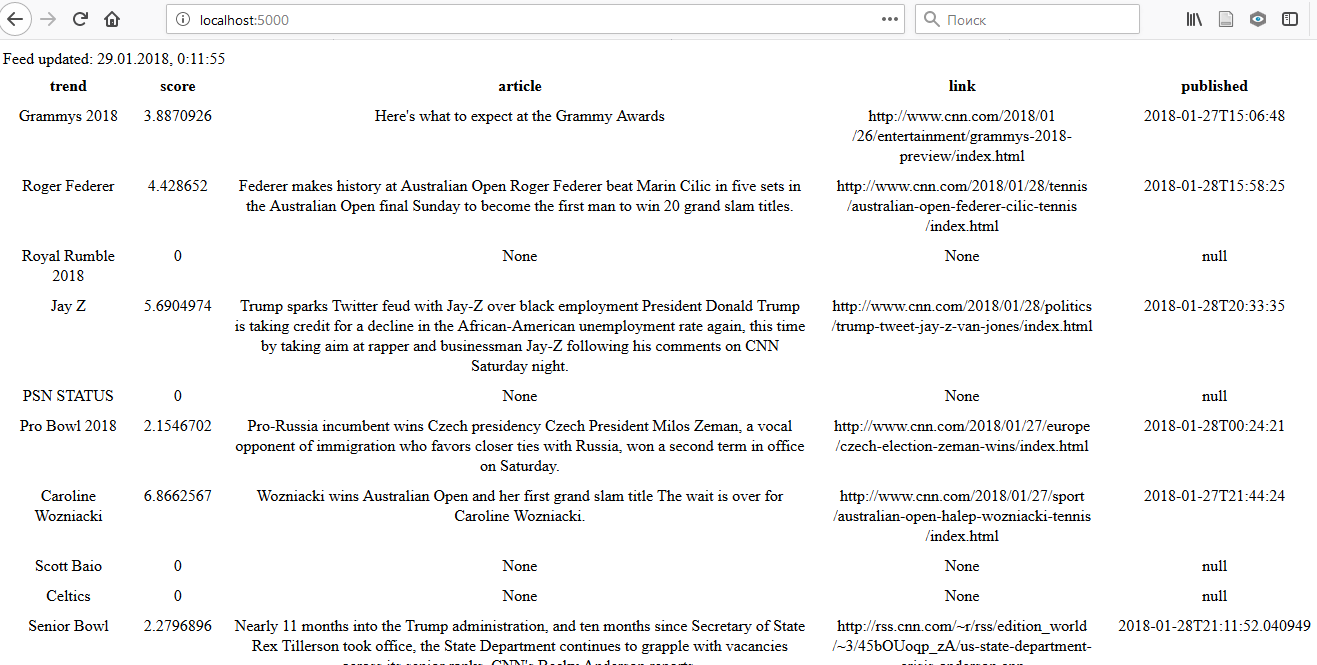 localhost:5000
Поиск
Feed updated: 29.01.2018, 0:11:55
trend score article link published
Grammys 2018 3.8870926 Here's what to expect at the Grammy Awards http://www.cnn.com/2018/01 2018-01-27T15:06:48
/26/entertainment/grammys-2018-
preview/index.html
Roger Federer 4.428652 Federer makes history at Australian Open Roger Federer beat Marin Cilic in five sets in http://www.cnn.com/2018/01/28/tennis 2018-01-28T15:58:25
the Australian Open final Sunday to become the first man to win 20 grand slam titles. /australian-open-federer-cilic-tennis
/index.html
Royal Rumble 0 None None null
2018
Jay Z 5.6904974 Trump sparks Twitter feud with Jay-Z over black employment President Donald Trump http://www.cnn.com/2018/01/28/politics 2018-01-28T20:33:35
is taking credit for a decline in the African-American unemployment rate again, this time /trump-tweet-jay-z-van-jones/index.html
by taking aim at rapper and businessman Jay-Z following his comments on CNN
Saturday night.
PSN STATUS 0 None None null
Pro Bowl 2018 2.1546702 Pro-Russia incumbent wins Czech presidency Czech President Milos Zeman, a vocal http://www.cnn.com/2018/01/27/europe 2018-01-28T00:24:21
opponent of immigration who favors closer ties with Russia, won a second term in office /czech-election-zeman-wins/index.html
on Saturday.
Caroline 6.8662567 Wozniacki wins Australian Open and her first grand slam title The wait is over for http://www.cnn.com/2018/01/27/sport 2018-01-27T21:44:24
Wozniacki Caroline Wozniacki. /australian-open-halep-wozniacki-tennis
/index.html
Scott Baio 0 None None null
Celtics 0 None None null
Senior Bowl 2.2796896 Nearly 11 months into the Trump administration, and ten months since Secretary of State http://rss.cnn.com/~r/rss/edition_world 2018-01-28T21:11:52.040949
Rex Tillerson took office, the State Department continues to grapple with vacancies /~3/45bOUoqp_zA/us-state-department-
across its senior ranks. CNN's Becky Anderson reports. crisis-anderson.cnn